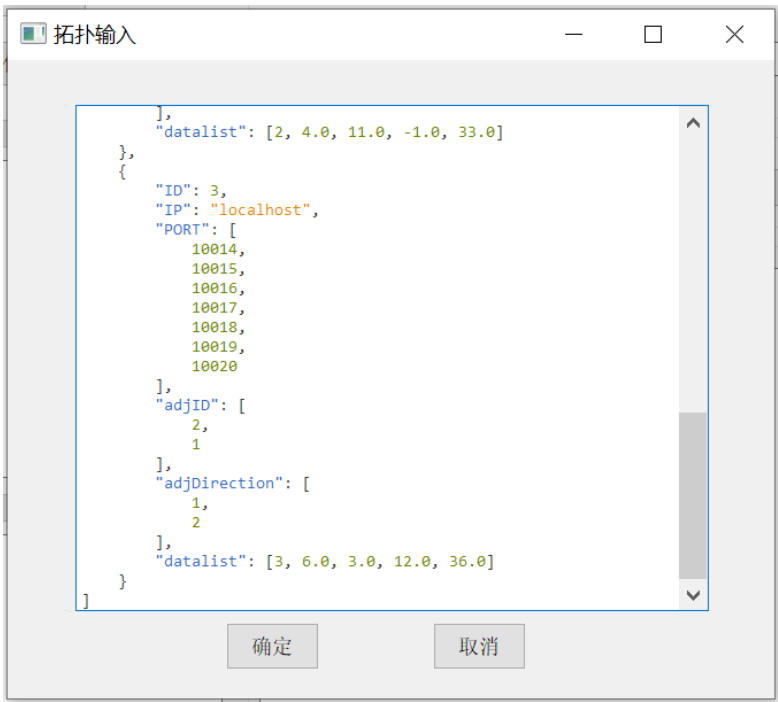 拓扑输入
],
"datalist": [2, 4.0, 11.0, -1.0, 33.0]
},
{
"ID": 3,
"IP": "localhost",
"PORT": [
10014,
10015,
10016,
10017,
10018,
10019,
10020
],
"adjID": [
2,
1
],
"adjDirection": [
1,
2
],
"datalist": [3, 6.0, 3.0, 12.0, 36.0]
}
]
确定
取消